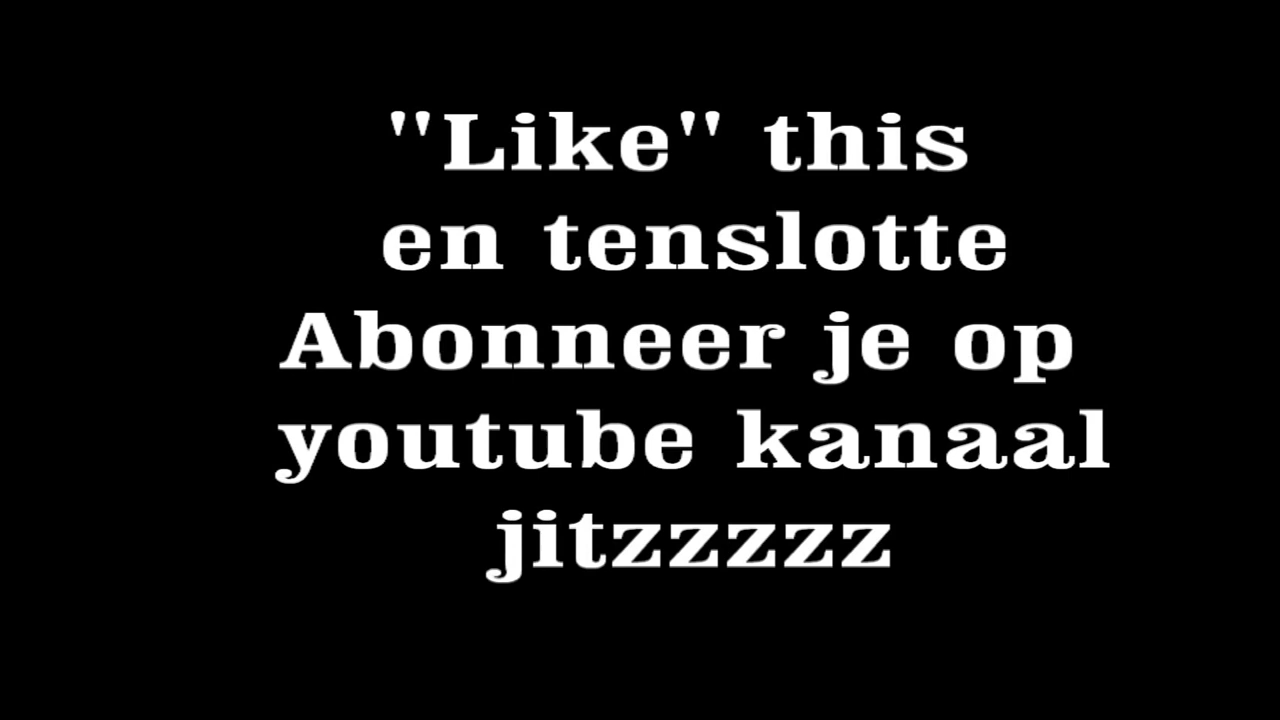 "Like" this
en tenslotte
Abonneer je op
youtube kanaal
jitzzzzz